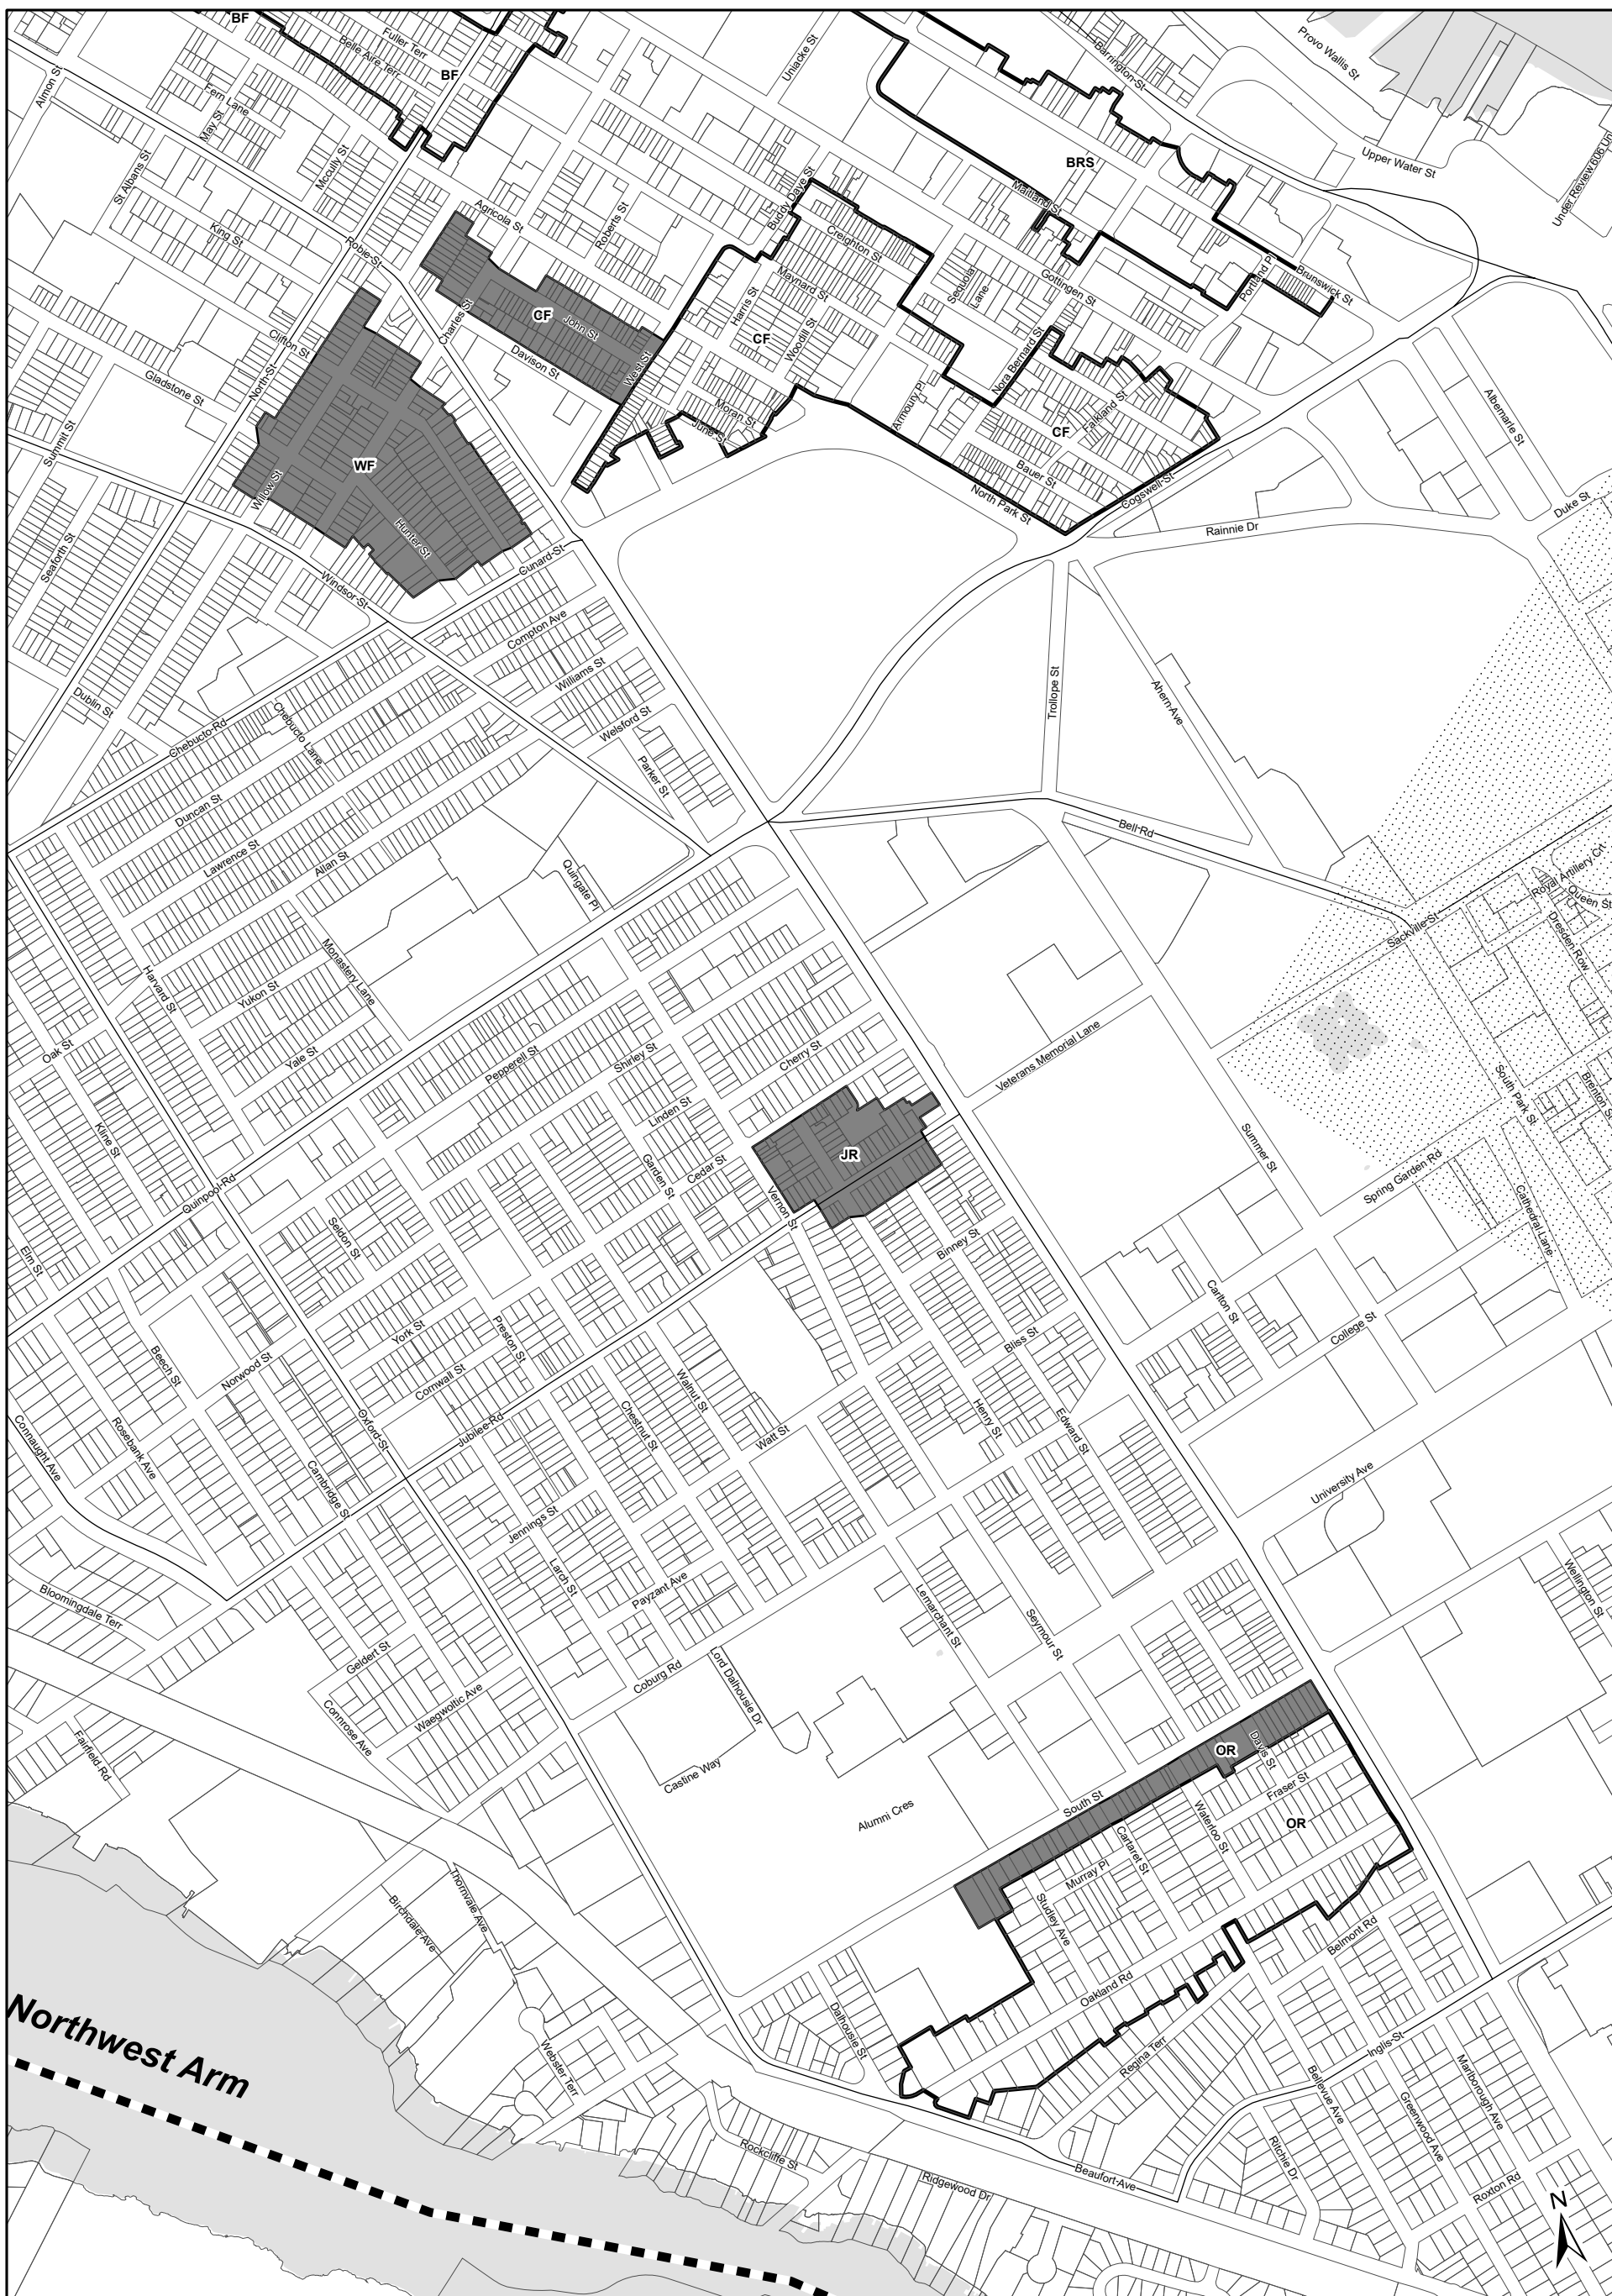 BF
Fuller Terr
Belle Aire Terr
BF
Almon St
Fern Lane
May St
Mccully St
St Albans St
King St
Robie St
Uniacke St
Barrington St
Provo Wallis St
Upper Water St
Under Review606 Un
BRS
Maitland St
Buddy Daye St
Agricola St
Roberts St
Creighton St
Maynard St
Sequoia
Lane
Gottingen St
Portland Pl
Brunswick St
CF
John St
Charles St
Davison St
West St
Harris St
CF
Woodill St
Moran St
June St
Armoury Pl
Nora Bernard St
Falkland St
CF
Bauer St
Cogswell St
North Park St
Rainnie Dr
Albemarle St
Duke St
Clifton St
North St
Gladstone St
Summit St
WF
Willow St
Hunter St
Seaforth St
Windsor St
Cunard St
Compton Ave
Williams St
Welsford St
Parker St
Dublin St
Chebucto Rd
Chebucto Lane
Duncan St
Lawrence St
Allan St
Quingate Pl
Trollope St
Ahern Ave
Bell Rd
Royal Artillery Crt
Queen St
Dresden Row
Sackville St
Monastery Lane
Harvard St
Yukon St
Yale St
Oak St
Kline St
Pepperell St
Shirley St
Cherry St
Linden St
Veterans Memorial Lane
South Park St
Brenton St
Summer St
Spring Garden Rd
Cathedral Lane
JR
Garden St
Cedar St
Vernon St
Quinpool Rd
Elm St
Seldon St
Binney St
Carlton St
College St
Bliss St
York St
Preston St
Cornwall St
Norwood St
Beech St
Rosebank Ave
Connaught Ave
Oxford St
Jubilee Rd
Chestnut St
Walnut St
Watt St
Henry St
Edward St
Cambridge St
University Ave
Jennings St
Larch St
Payzant Ave
Bloomingdale Terr
Lemarchant St
Seymour St
Wellington St
Geldert St
Coburg Rd
Lord Dalhousie Dr
Waegwoltic Ave
Connrose Ave
Fairfield Rd
Castine Way
Alumni Cres
South St
OR
Davis St
Fraser St
OR
Waterloo St
Cartaret St
Murray Pl
Studley Ave
Oakland Rd
Belmont Rd
Thornvale Ave
Birchdale Ave
Dalhousie St
Webster Terr
Regina Terr
Inglis St
Marlborough Ave
Bellevue Ave
Greenwood Ave
Ritchie Dr
Roxton Rd
Rockcliffe St
Ridgewood Dr
Beaufort Ave
Northwest Arm
N